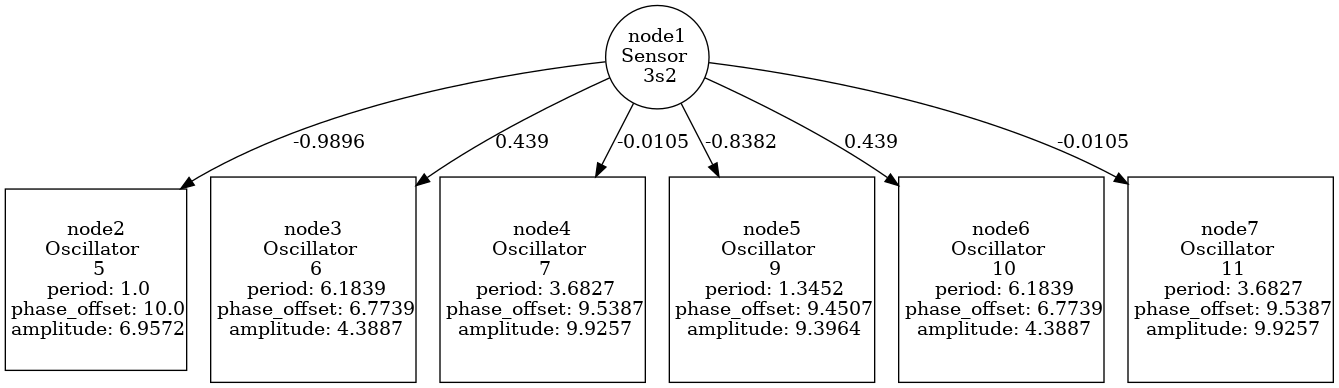 node1
Sensor
3s2
-0.9896
0.439
-0.0105
-0.8382
0.439
-0.0105
node2
Oscillator
5
period: 1.0
phase_offset: 10.0
amplitude: 6.9572
node3
Oscillator
6
period: 6.1839
phase_offset: 6.7739
amplitude: 4.3887
node4
Oscillator
7
period: 3.6827
phase_offset: 9.5387
amplitude: 9.9257
node5
Oscillator
9
period: 1.3452
phase_offset: 9.4507
amplitude: 9.3964
node6
Oscillator
10
period: 6.1839
phase_offset: 6.7739
amplitude: 4.3887
node7
Oscillator
11
period: 3.6827
phase_offset: 9.5387
amplitude: 9.9257